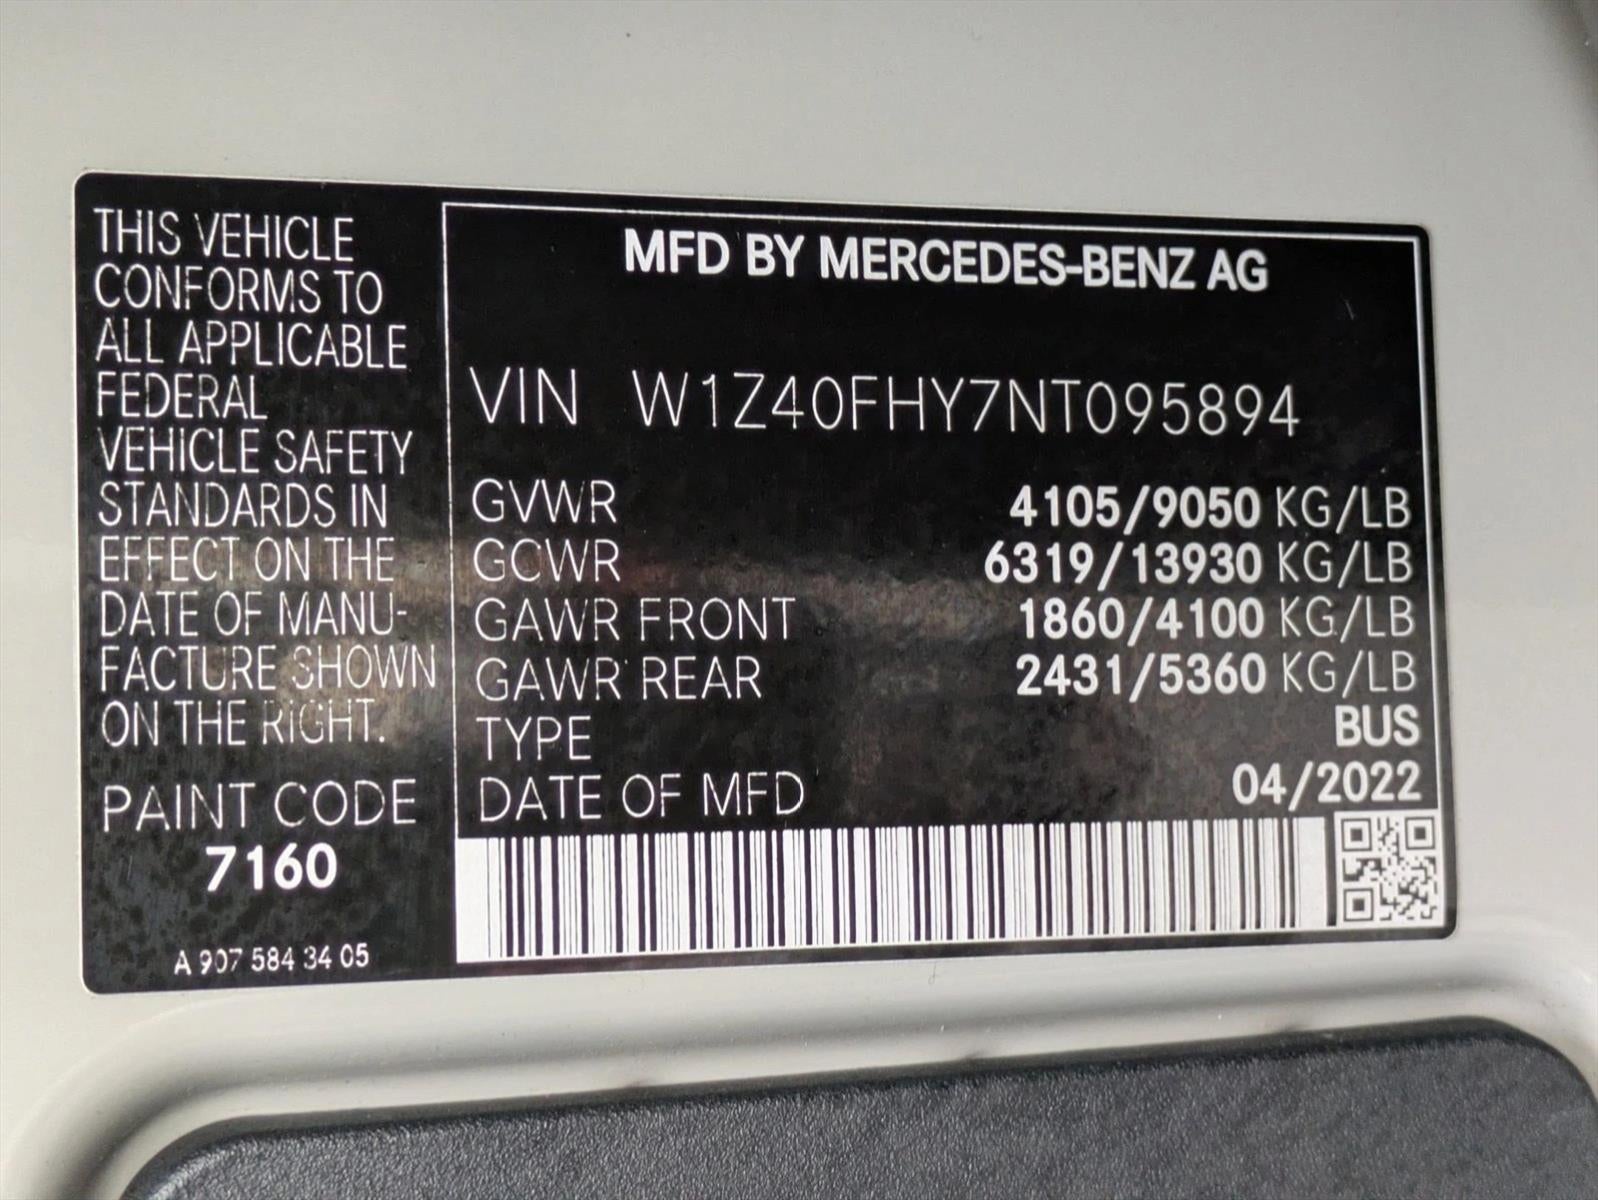 THIS VEHICLE
CONFORMS TO
ALL APPLICABLE
FEDERAL
VEHICLE SAFETY
STANDARDS IN
EFFECT ON THE
DATE OF MANU-
FACTURE SHOWN
ON THE RIGHT.
PAINT CODE
7160
A 907 584 34 05
MFD BY MERCEDES-BENZ AG
VIN W1Z40FHY7NT095894
GVWR 4105/9050 KG/LB
GCWR 6319/13930 KG/LB
GAWR FRONT 1860/4100 KG/LB
GAWR REAR 2431/5360 KG/LB
TYPE BUS
DATE OF MFD 04/2022